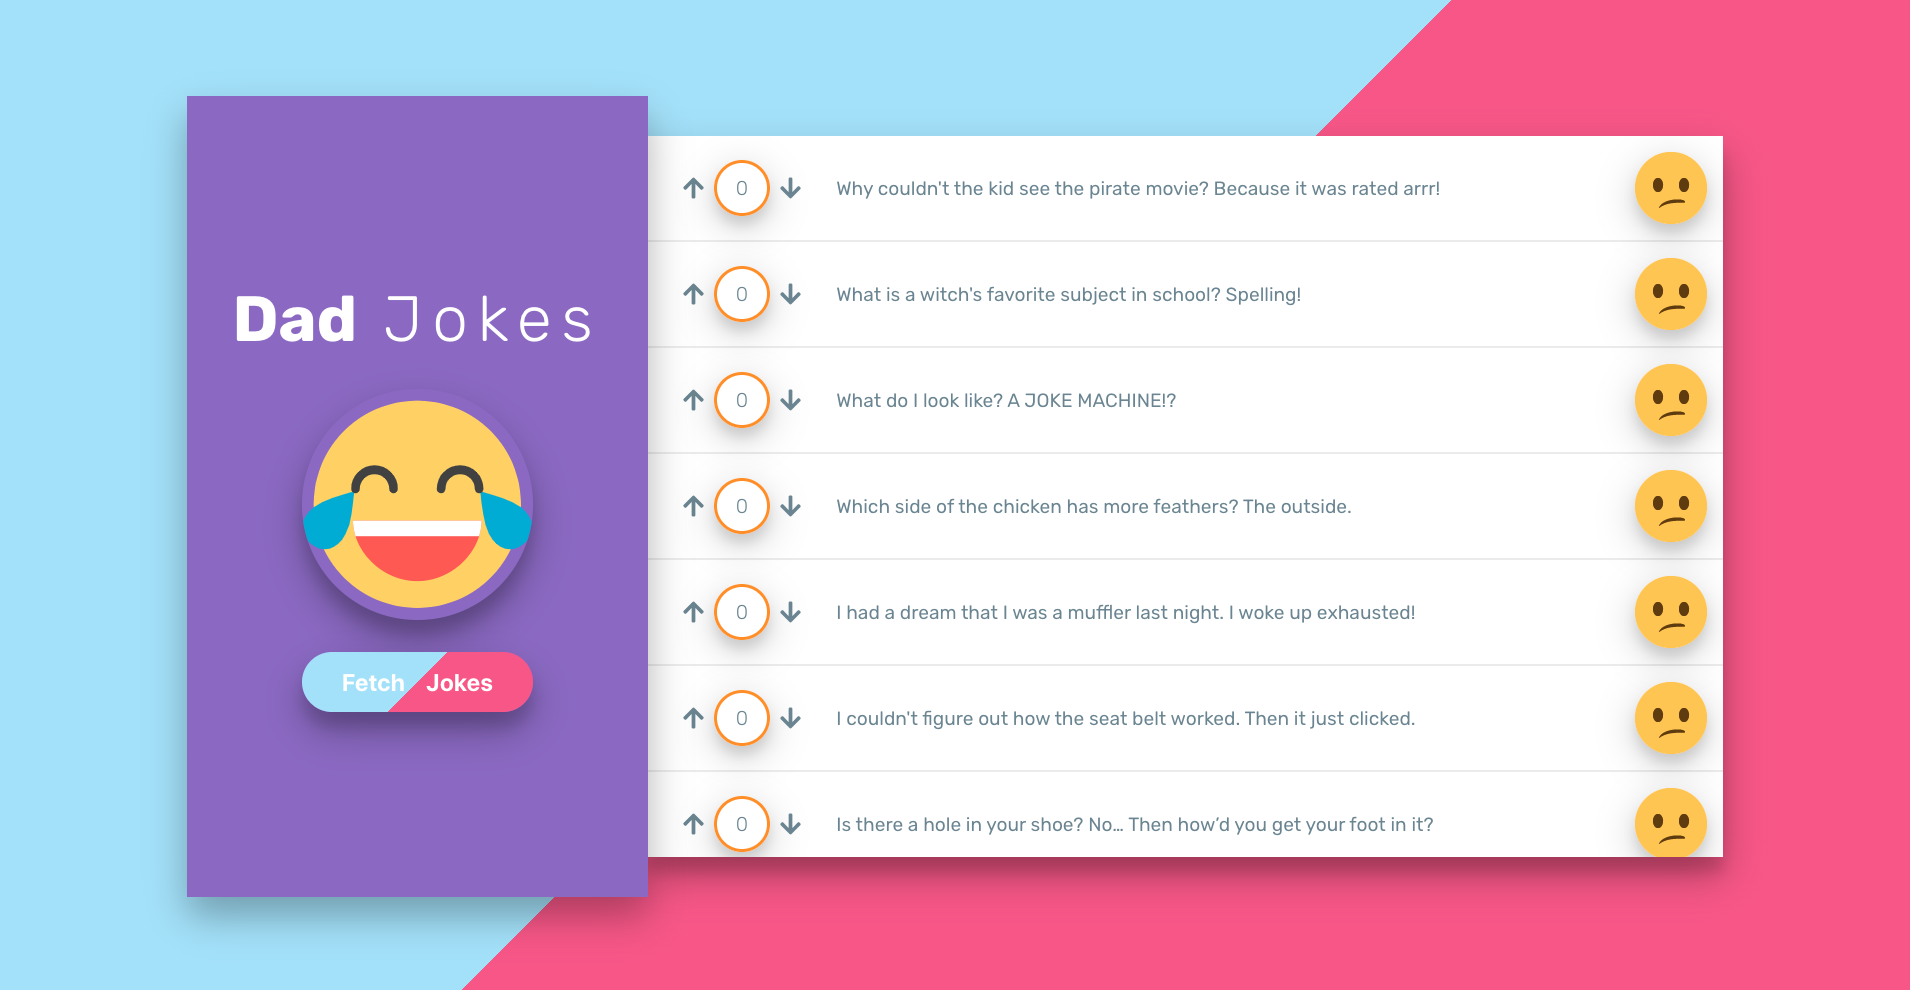 Dad Jokes
Fetch Jokes
0 Why couldn't the kid see the pirate movie? Because it was rated arrr!
0 What is a witch's favorite subject in school? Spelling!
0 What do I look like? A JOKE MACHINE!?
0 Which side of the chicken has more feathers? The outside.
0 I had a dream that I was a muffler last night. I woke up exhausted!
0 I couldn't figure out how the seat belt worked. Then it just clicked.
0 Is there a hole in your shoe? No… Then how’d you get your foot in it?